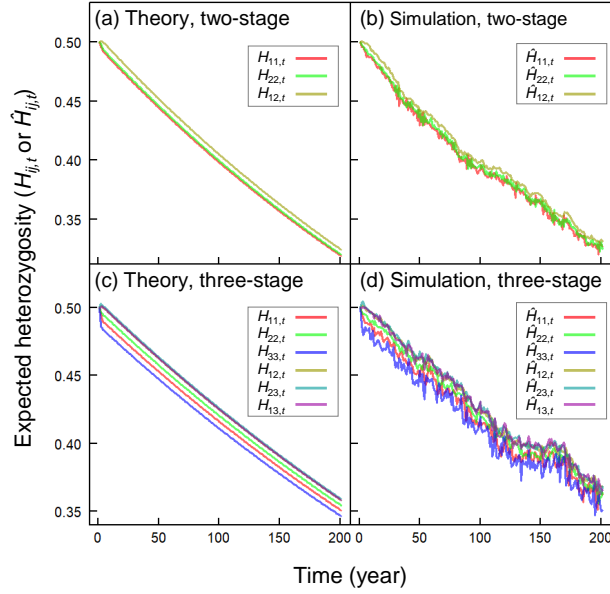 (a) Theory, two-stage
(b) Simulation, two-stage
0.50
0.45
0.40
0.35
H11,t
H22,t
H12,t
Ĥ11,t
Ĥ22,t
Ĥ12,t
(c) Theory, three-stage
(d) Simulation, three-stage
0.50
0.45
0.40
0.35
H11,t
H22,t
H33,t
H12,t
H23,t
H13,t
Ĥ11,t
Ĥ22,t
Ĥ33,t
Ĥ12,t
Ĥ23,t
Ĥ13,t
0 50 100 150 200
0 50 100 150 200
Expected heterozygosity (Hij,t or Ĥij,t)
Time (year)